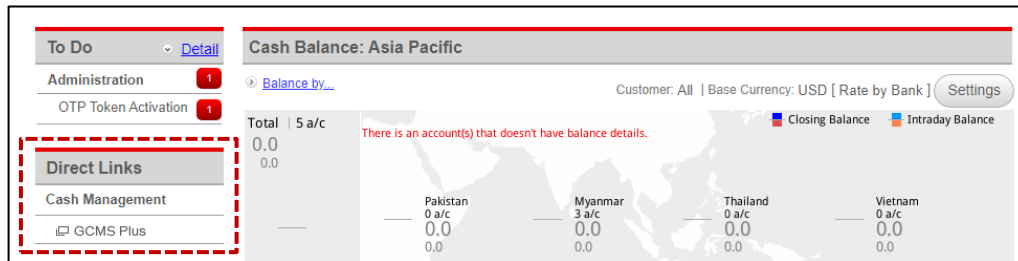 To Do Detail
Administration 1
OTP Token Activation 1
Direct Links
Cash Management
GCMS Plus
Cash Balance: Asia Pacific
Balance by...
Customer: All | Base Currency: USD [ Rate by Bank ] Settings
Total | 5 a/c
0.0
0.0
There is an account(s) that doesn't have balance details.
Closing Balance Intraday Balance
Pakistan
0 a/c
0.0
0.0
Myanmar
3 a/c
0.0
0.0
Thailand
0 a/c
0.0
0.0
Vietnam
0 a/c
0.0
0.0